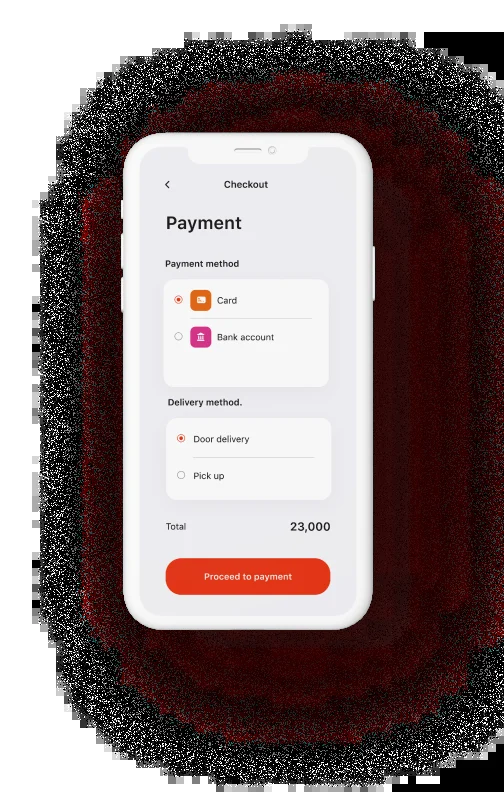 Checkout
Payment
Payment method
Card
Bank account
Delivery method.
Door delivery
Pick up
Total 23,000
Proceed to payment